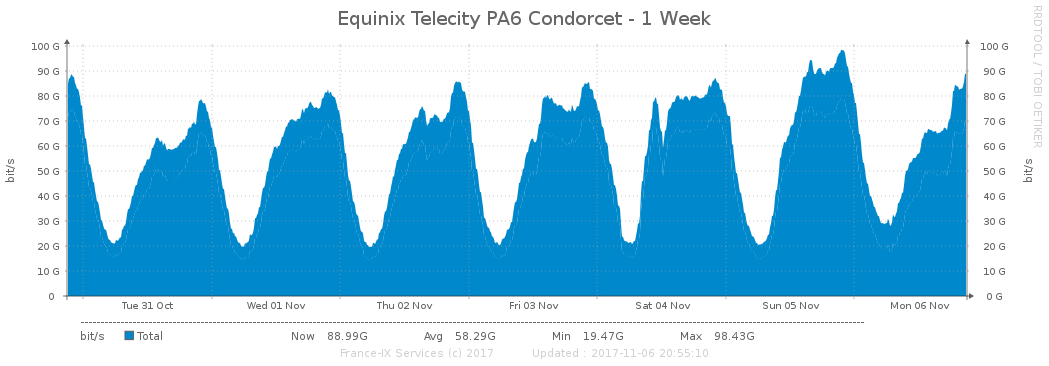 Equinix Telecity PA6 Condorcet - 1 Week
RRDTOOL / TOBI OETIKER
100 G 100 G
90 G 90 G
80 G 80 G
70 G 70 G
60 G 60 G
50 G 50 G
40 G 40 G
30 G 30 G
20 G 20 G
10 G 10 G
0 0 G
bit/s bit/s
Tue 31 Oct Wed 01 Nov Thu 02 Nov Fri 03 Nov Sat 04 Nov Sun 05 Nov Mon 06 Nov
bit/s Total Now 88.99G Avg 58.29G Min 19.47G Max 98.43G
France-IX Services (c) 2017 Updated : 2017-11-06 20:55:10